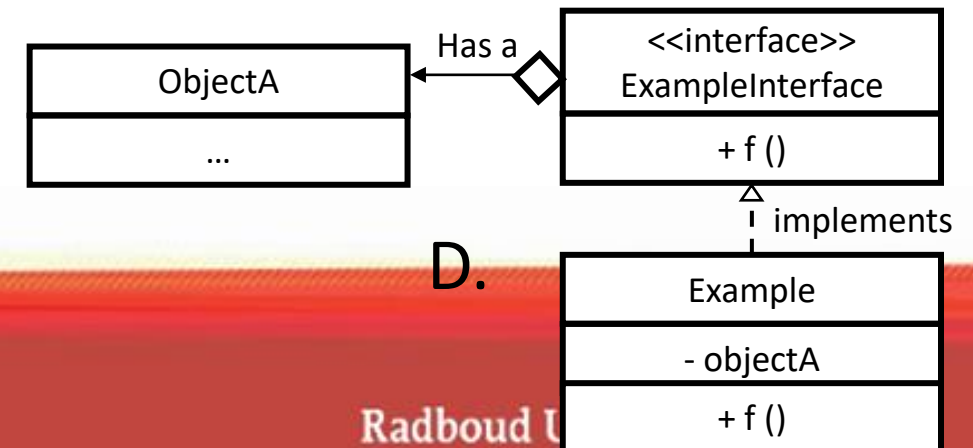 Has a
ObjectA
...
<<interface>>
ExampleInterface
+ f ()
implements
D.
Example
- objectA
+ f ()
Radboud U